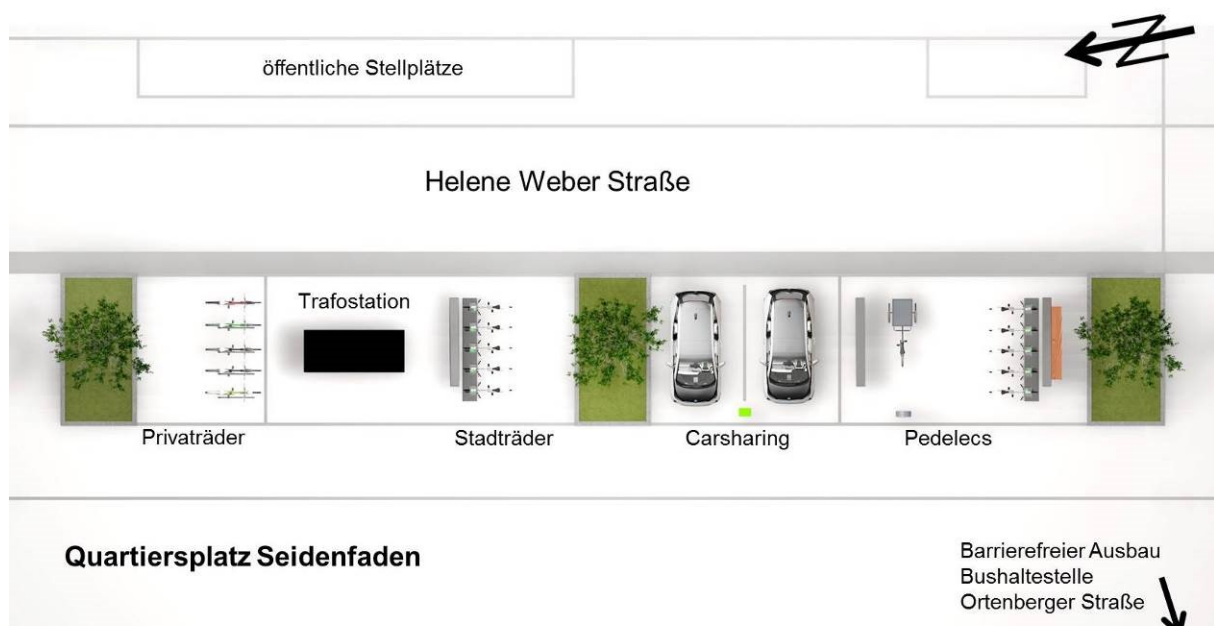 öffentliche Stellplätze
Helene Weber Straße
Trafostation
Privaträder
Stadträder
Carsharing
Pedelecs
Quartiersplatz Seidenfaden
Barrierefreier Ausbau
Bushaltestelle
Ortenberger Straße